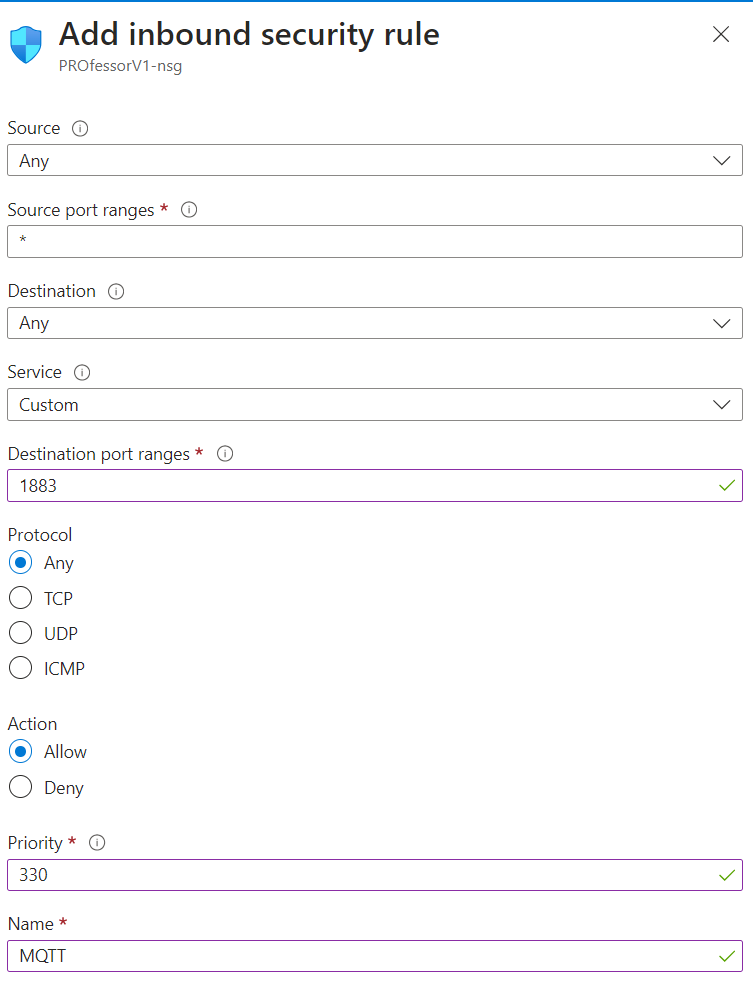 Add inbound security rule
PROfessorV1-nsg
Source
Any
Source port ranges *
*
Destination
Any
Service
Custom
Destination port ranges *
1883
Protocol
Any
TCP
UDP
ICMP
Action
Allow
Deny
Priority *
330
Name *
MQTT